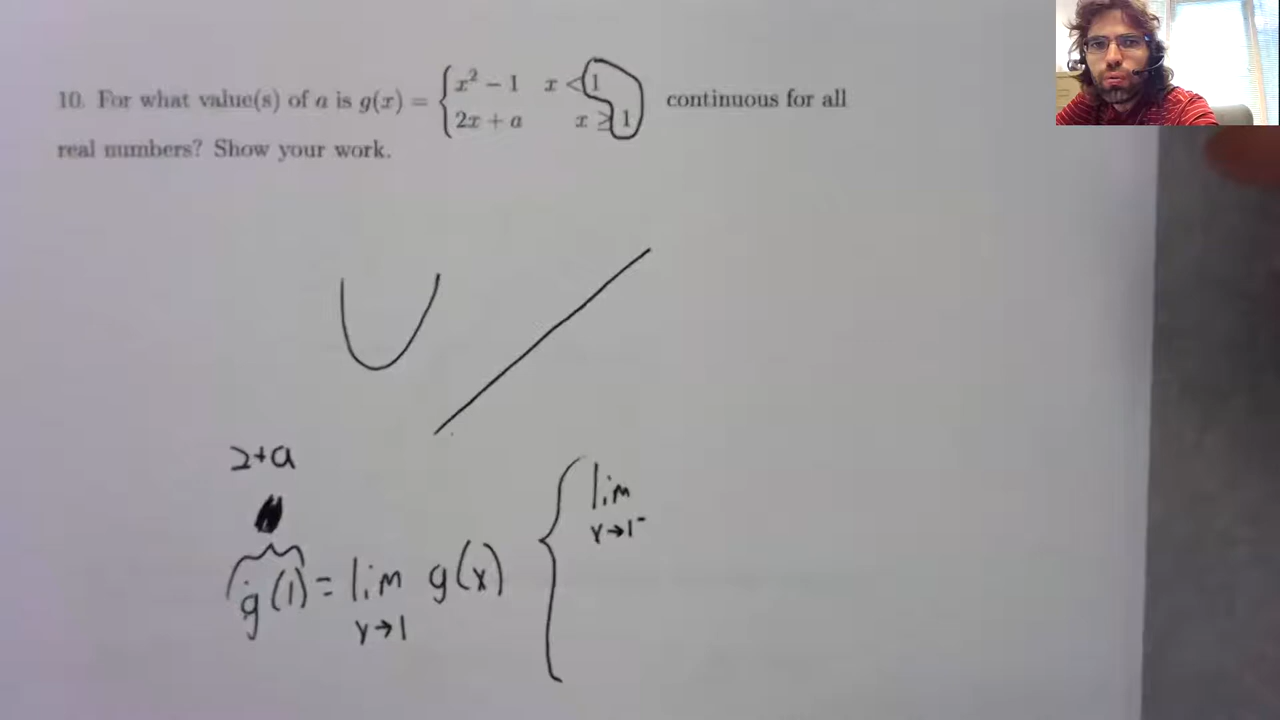 10. For what value(s) of a is g(x) = { x² − 1 x < 1 continuous for all
2x + a x ≥ 1
real numbers? Show your work.
2+a
g(1) = lim g(x) { lim
x→1
x→1⁻